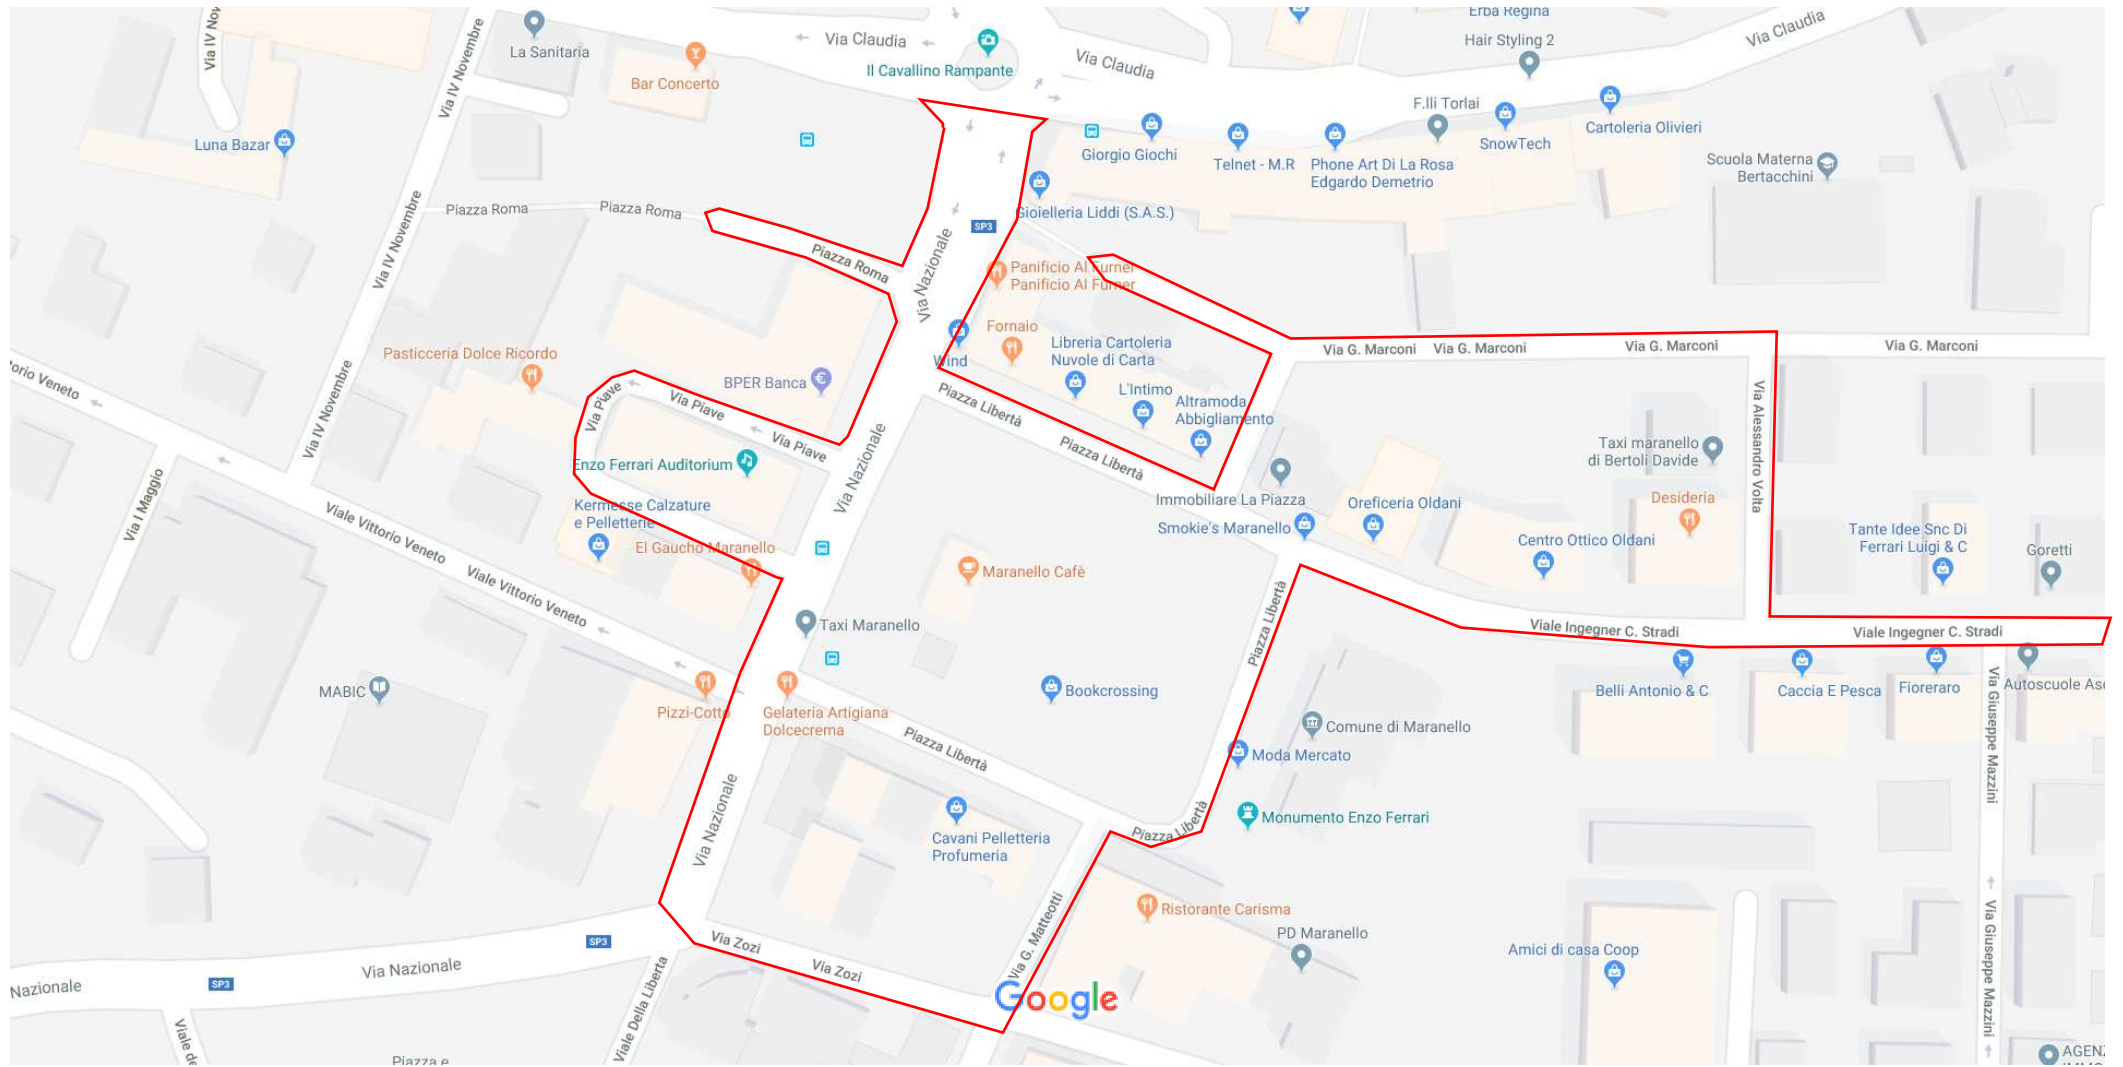 Via IV Nov
La Sanitaria
Via IV Novembre
Bar Concerto
Via Claudia
Il Cavallino Rampante
Via Claudia
Erba Regina
Hair Styling 2
Via Claudia
Luna Bazar
F.lli Torlai
Cartoleria Olivieri
SnowTech
Giorgio Giochi
Telnet - M.R
Phone Art Di La Rosa
Edgardo Demetrio
Scuola Materna
Bertacchini
Piazza Roma
Piazza Roma
Via IV Novembre
Gioielleria Liddi (S.A.S.)
SP3
Piazza Roma
Via Nazionale
Panificio Al Furner
Panificio Al Furner
Fornaio
Wind
Libreria Cartoleria
Nuvole di Carta
L'Intimo
Altramoda
Abbigliamento
Via G. Marconi
Via G. Marconi
Via G. Marconi
Via G. Marconi
Pasticceria Dolce Ricordo
BPER Banca
Via IV Novembre
torio Veneto
Via Piave
Via Piave
Via Piave
Piazza Libertà
Piazza Libertà
Via Alessandro Volta
Taxi maranello
di Bertoli Davide
Enzo Ferrari Auditorium
Via Nazionale
Immobiliare La Piazza
Oreficeria Oldani
Desideria
Via I Maggio
Kermesse Calzature
e Pelletterie
Smokie's Maranello
Centro Ottico Oldani
Tante Idee Snc Di
Ferrari Luigi & C
Goretti
Viale Vittorio Veneto
El Gaucho Maranello
Maranello Cafè
Viale Vittorio Veneto
Taxi Maranello
Piazza Libertà
Viale Ingegner C. Stradi
Viale Ingegner C. Stradi
MABIC
Pizzi-Cotto
Gelateria Artigiana
Dolcecrema
Bookcrossing
Belli Antonio & C
Caccia E Pesca
Fioreraro
Autoscuole Asc
Via Giuseppe Mazzini
Comune di Maranello
Piazza Libertà
Moda Mercato
Via Nazionale
Piazza Libertà
Monumento Enzo Ferrari
Cavani Pelletteria
Profumeria
Via G. Matteotti
Ristorante Carisma
PD Maranello
Amici di casa Coop
Via Giuseppe Mazzini
Via Zozi
Via Zozi
SP3
Via Nazionale
SP3
Nazionale
Viale Della Liberta
Google
Viale de
Piazza e
AGENZ